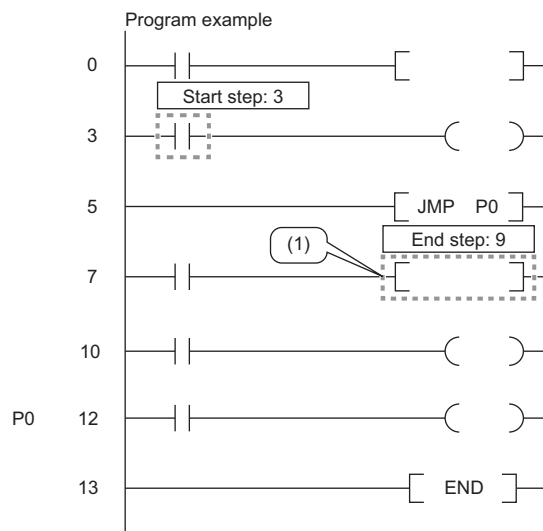 Program example
0
Start step: 3
3
5 JMP P0
(1) End step: 9
7
10
P0 12
13 END